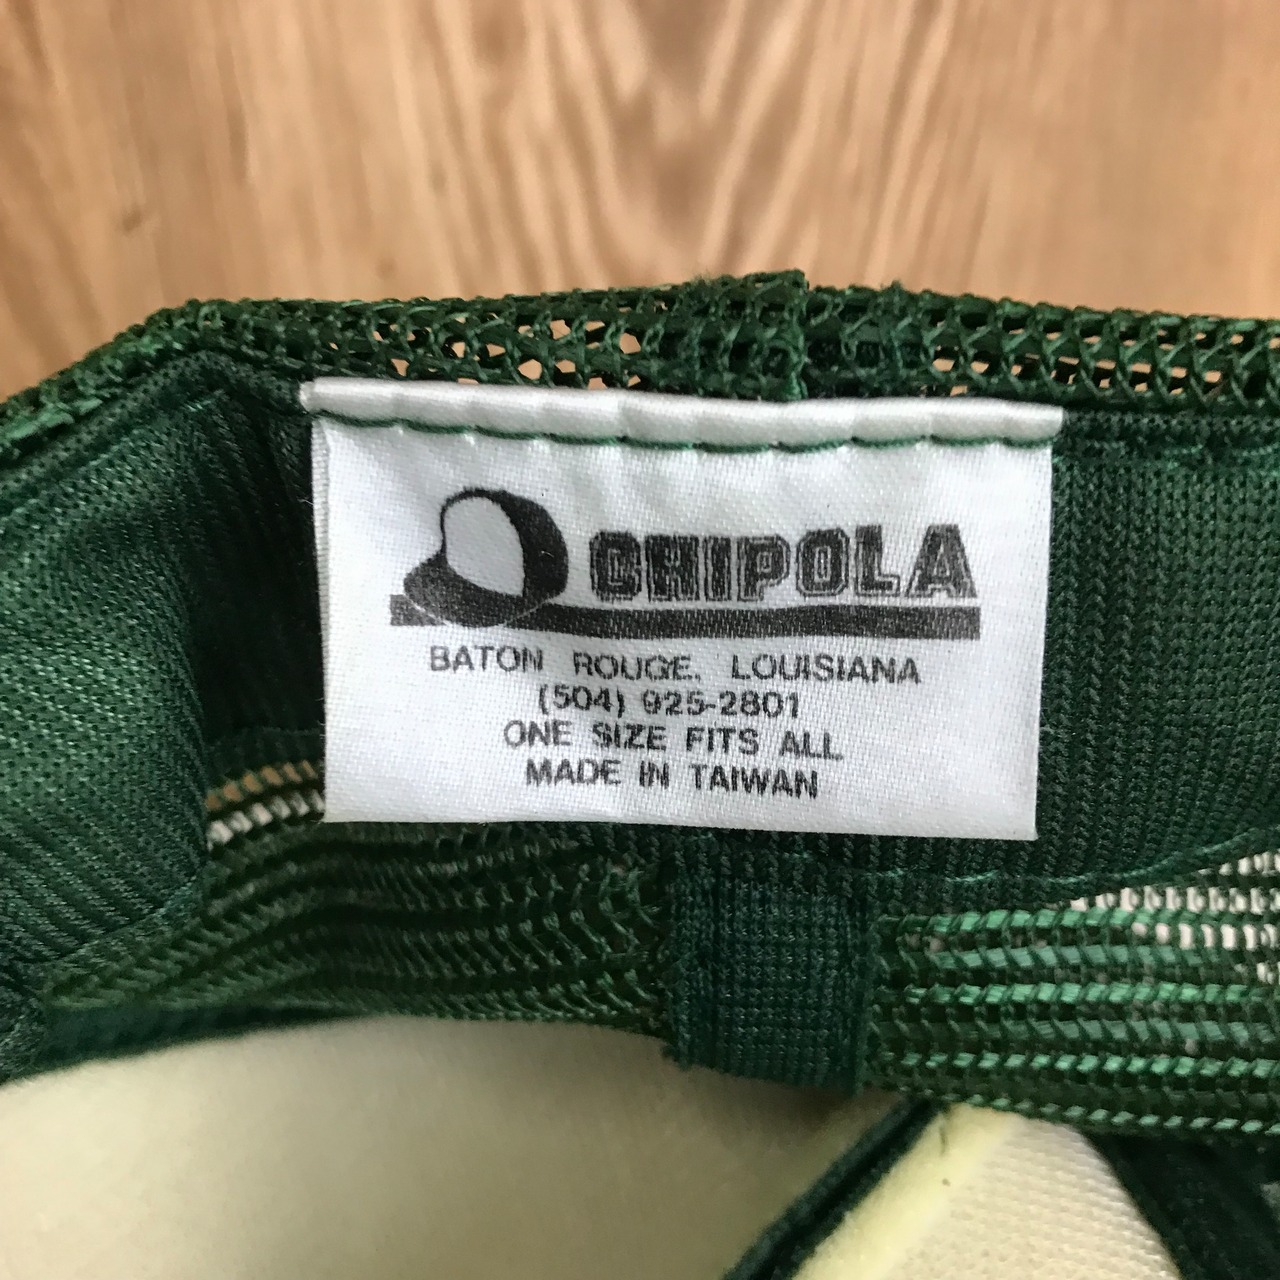 CHIPOLA
BATON ROUGE, LOUISIANA
(504) 925-2801
ONE SIZE FITS ALL
MADE IN TAIWAN